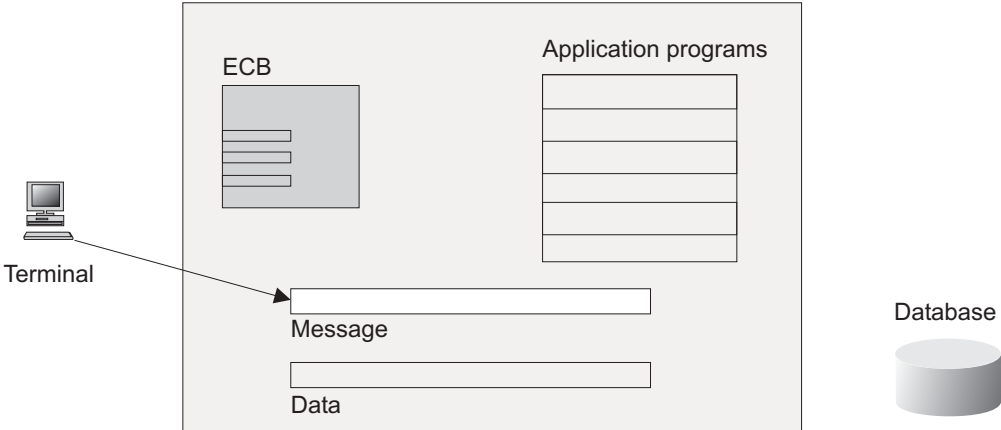 ECB
Application programs
Terminal
Message
Database
Data